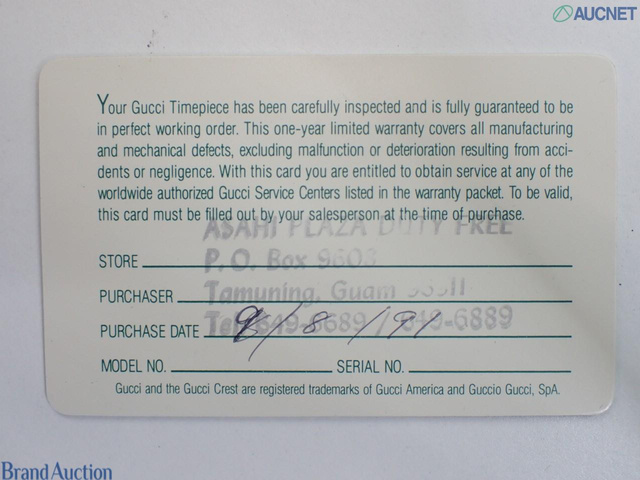 AUCNET
Your Gucci Timepiece has been carefully inspected and is fully guaranteed to be
in perfect working order. This one-year limited warranty covers all manufacturing
and mechanical defects, excluding malfunction or deterioration resulting from acci-
dents or negligence. With this card you are entitled to obtain service at any of the
worldwide authorized Gucci Service Centers listed in the warranty packet. To be valid,
this card must be filled out by your salesperson at the time of purchase.
ASAHI PLAZA DUTY FREE
STORE P. O. Box 9603
PURCHASER Tamuning, Guam
PURCHASE DATE /8/91
Tel: 6889
MODEL NO. SERIAL NO.
Gucci and the Gucci Crest are registered trademarks of Gucci America and Guccio Gucci, SpA.
Brand Auction